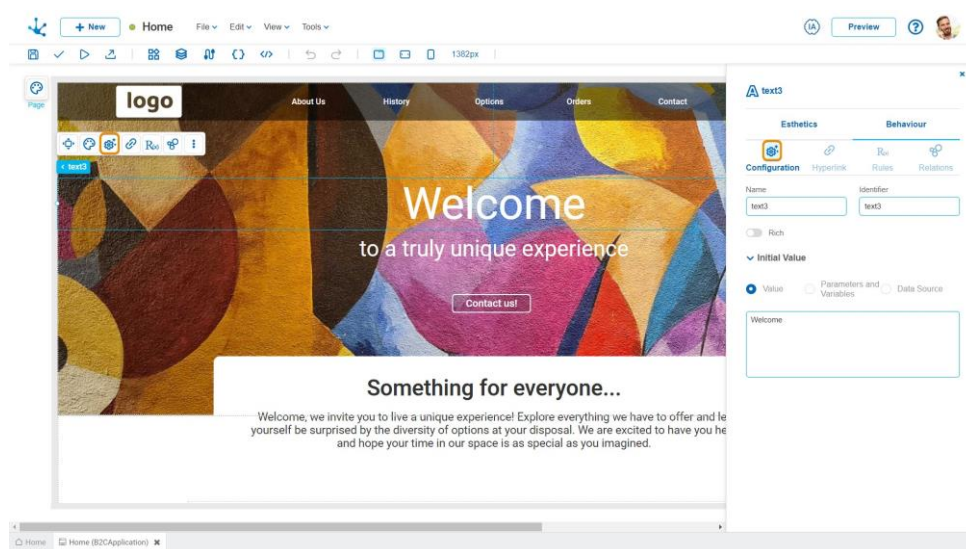 + New
Home
File
Edit
View
Tools
IA
Preview
?
1382px
Page
logo
About Us
History
Options
Orders
Contact
< text3
Welcome
to a truly unique experience
Contact us!
Something for everyone...
Welcome, we invite you to live a unique experience! Explore everything we have to offer and le
yourself be surprised by the diversity of options at your disposal. We are excited to have you he
and hope your time in our space is as special as you imagined.
text3
Esthetics
Behaviour
Configuration
Hyperlink
Rules
Relations
Name
Identifier
text3
text3
Rich
Initial Value
Value
Parameters and
Variables
Data Source
Welcome
Home
Home (B2CApplication)